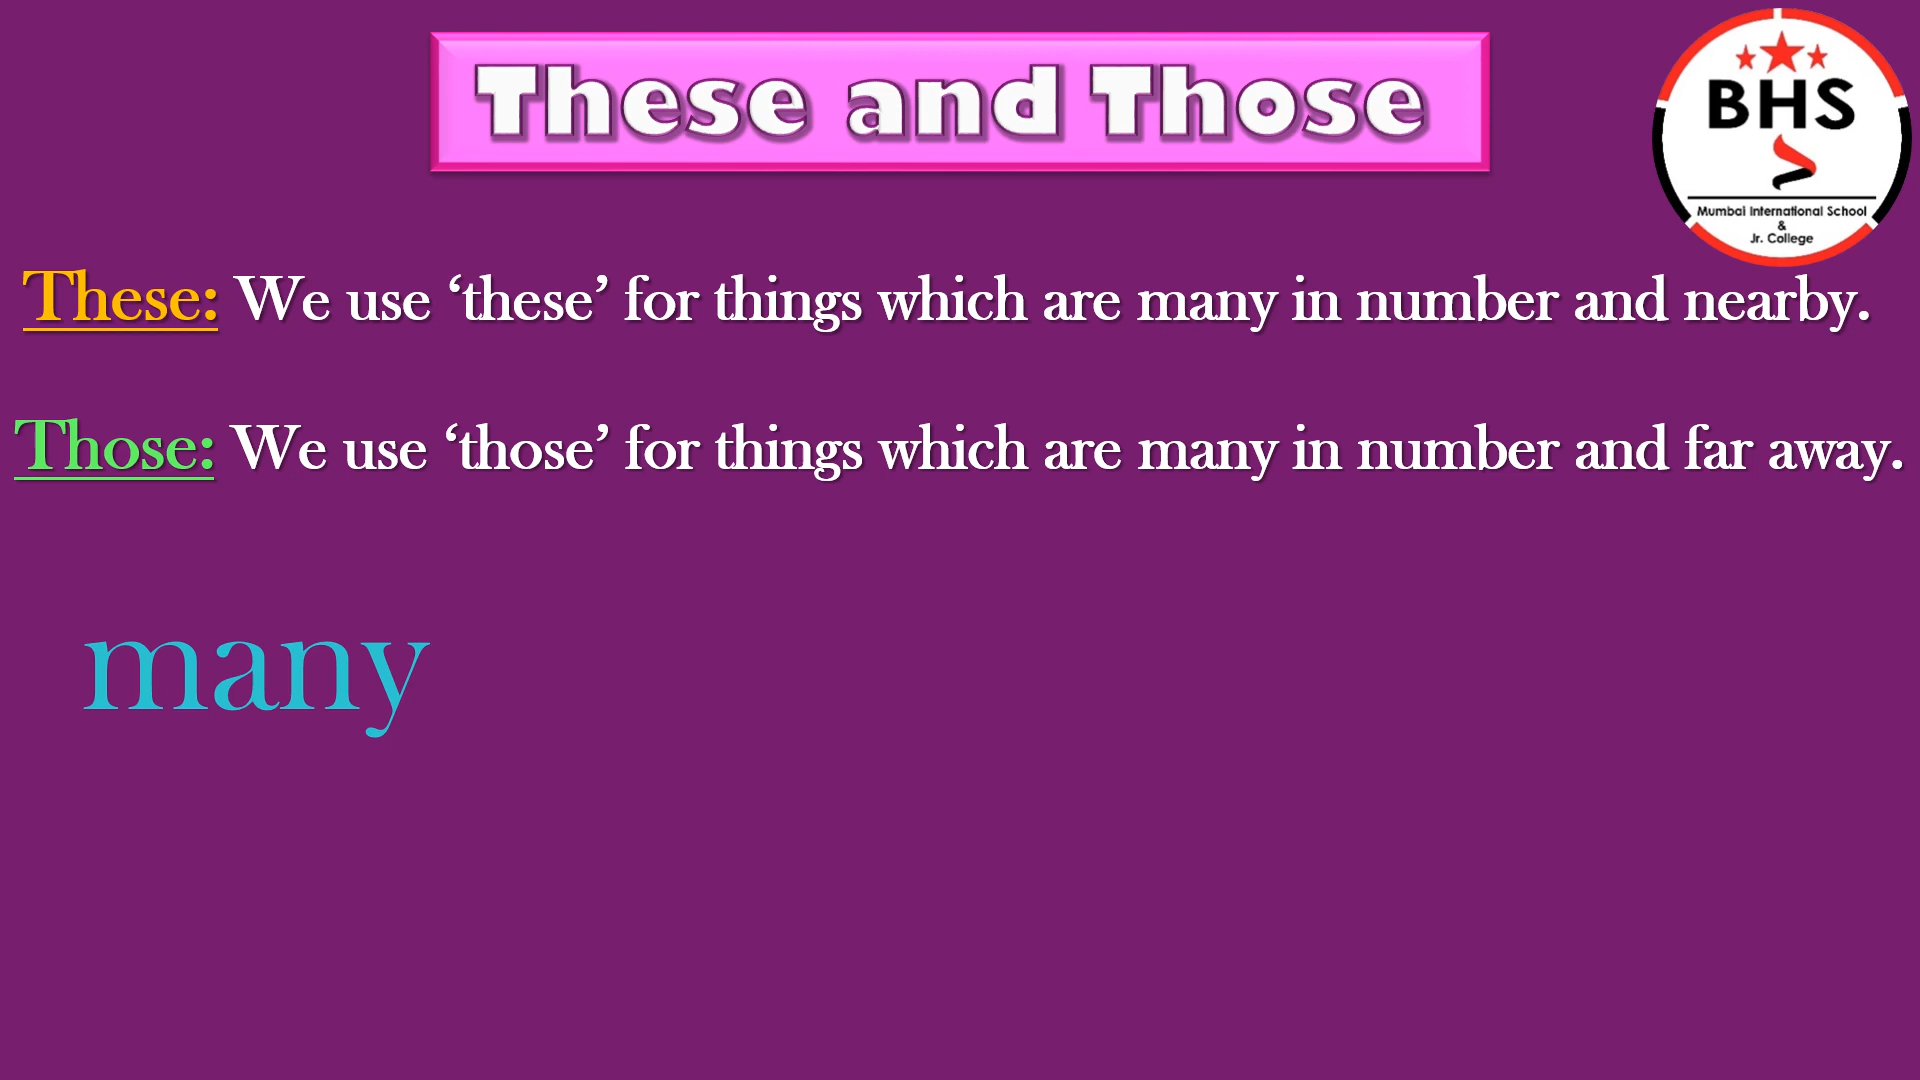 These and Those
BHS
Mumbai International School
&
Jr. College
These: We use ‘these’ for things which are many in number and nearby.
Those: We use ‘those’ for things which are many in number and far away.
many